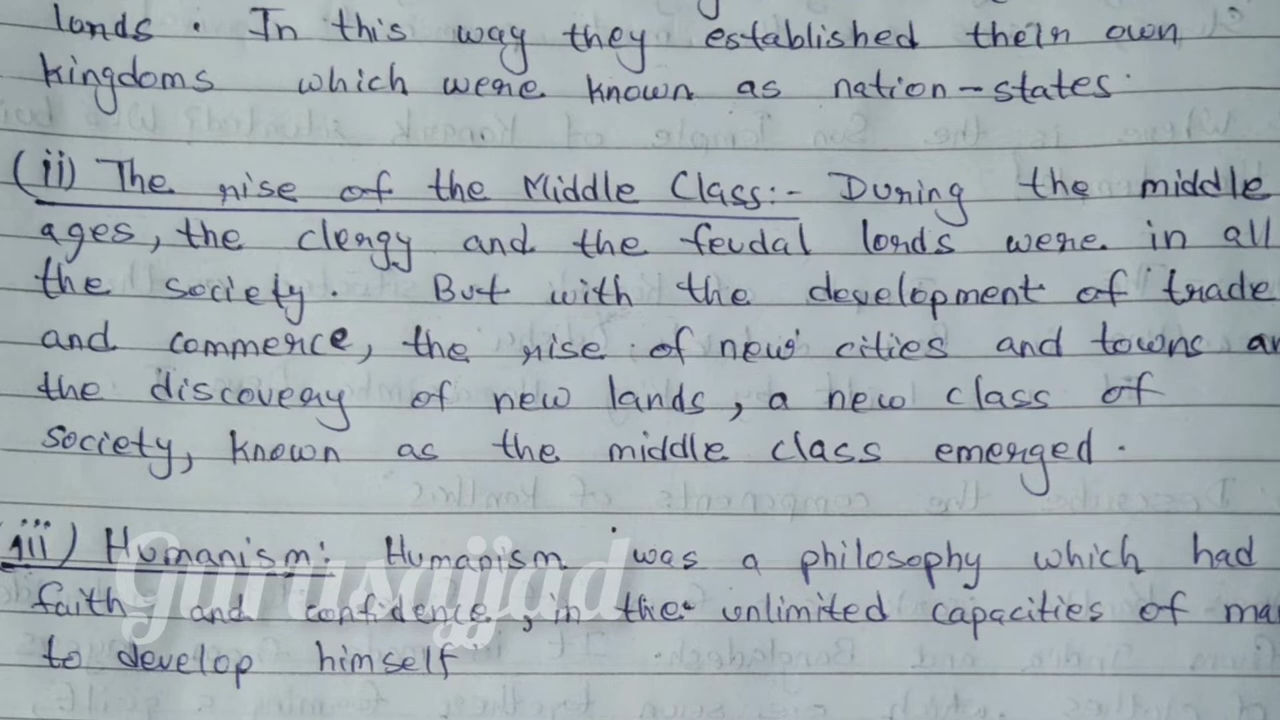 lords. In this way they established their own
kingdoms which were known as nation-states.
(ii) The rise of the Middle Class:- During the middle
ages, the clergy and the feudal lords were in all
the society. But with the development of trade
and commerce, the rise of new cities and towns an
the discovery of new lands, a new class of
society, known as the middle class emerged.
iii) Humanism: Humanism was a philosophy which had
faith and confidence, in the unlimited capacities of ma
to develop himself
Gurusajjad